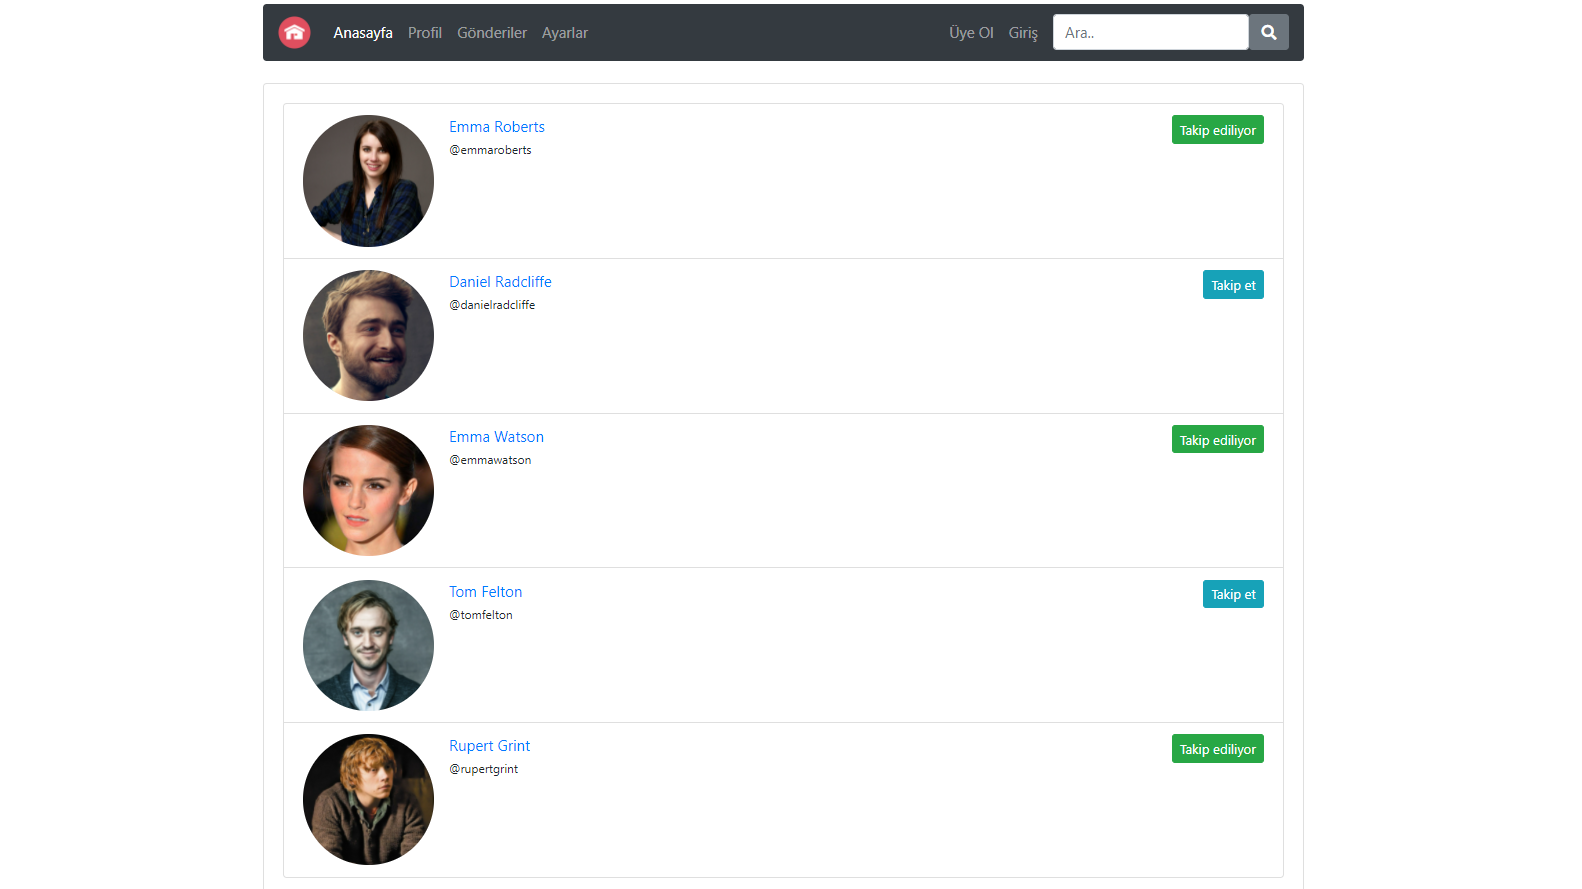 Anasayfa Profil Gönderiler Ayarlar Üye Ol Giriş Ara..
Emma Roberts Takip ediliyor
@emmaroberts
Daniel Radcliffe Takip et
@danielradcliffe
Emma Watson Takip ediliyor
@emmawatson
Tom Felton Takip et
@tomfelton
Rupert Grint Takip ediliyor
@rupertgrint